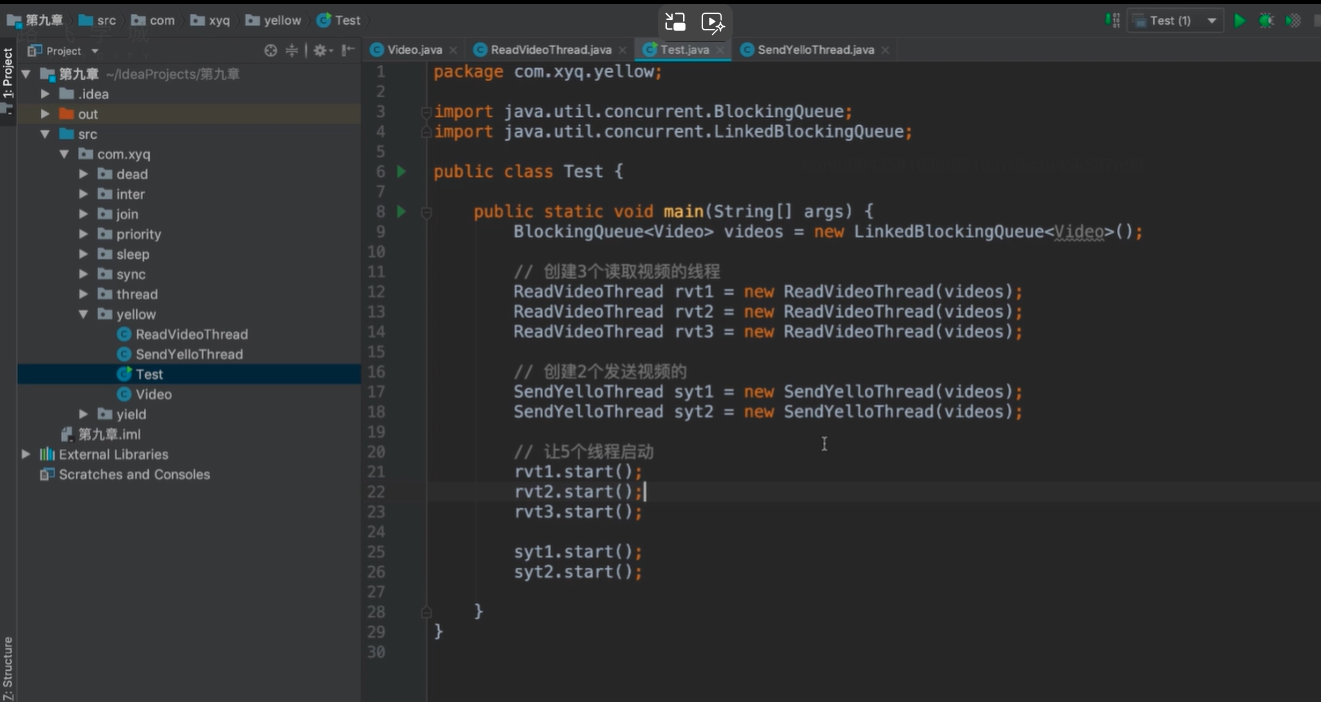 第九章 src com xyq yellow Test
Test (1)
Project
Video.java ReadVideoThread.java Test.java SendYelloThread.java
1: Project
第九章 ~/IdeaProjects/第九章
.idea
out
src
com.xyq
dead
inter
join
priority
sleep
sync
thread
yellow
ReadVideoThread
SendYelloThread
Test
Video
yield
第九章.iml
External Libraries
Scratches and Consoles
Z: Structure
1 package com.xyq.yellow;
2
3 import java.util.concurrent.BlockingQueue;
4 import java.util.concurrent.LinkedBlockingQueue;
5
6 public class Test {
7
8 public static void main(String[] args) {
9 BlockingQueue<Video> videos = new LinkedBlockingQueue<Video>();
10
11 // 创建3个读取视频的线程
12 ReadVideoThread rvt1 = new ReadVideoThread(videos);
13 ReadVideoThread rvt2 = new ReadVideoThread(videos);
14 ReadVideoThread rvt3 = new ReadVideoThread(videos);
15
16 // 创建2个发送视频的
17 SendYelloThread syt1 = new SendYelloThread(videos);
18 SendYelloThread syt2 = new SendYelloThread(videos);
19
20 // 让5个线程启动
21 rvt1.start();
22 rvt2.start();
23 rvt3.start();
24
25 syt1.start();
26 syt2.start();
27
28 }
29 }
30